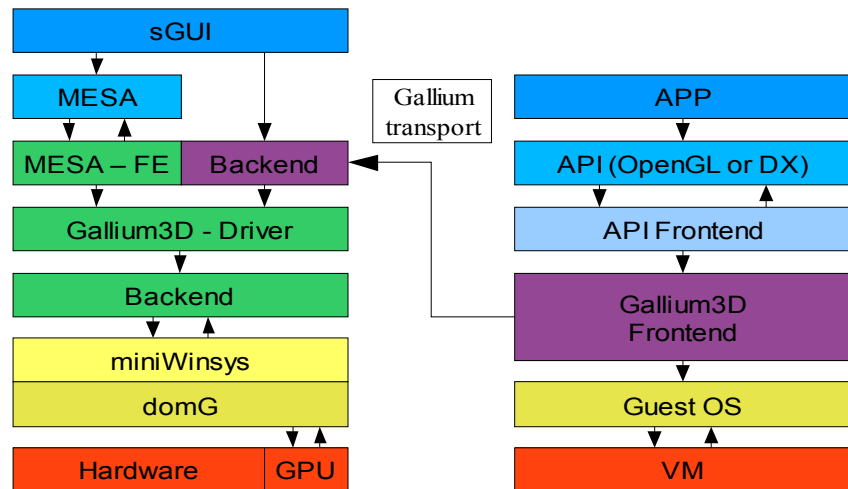 sGUI
MESA
MESA – FE
Backend
Gallium3D - Driver
Backend
miniWinsys
domG
Hardware
GPU
Gallium
transport
APP
API (OpenGL or DX)
API Frontend
Gallium3D
Frontend
Guest OS
VM